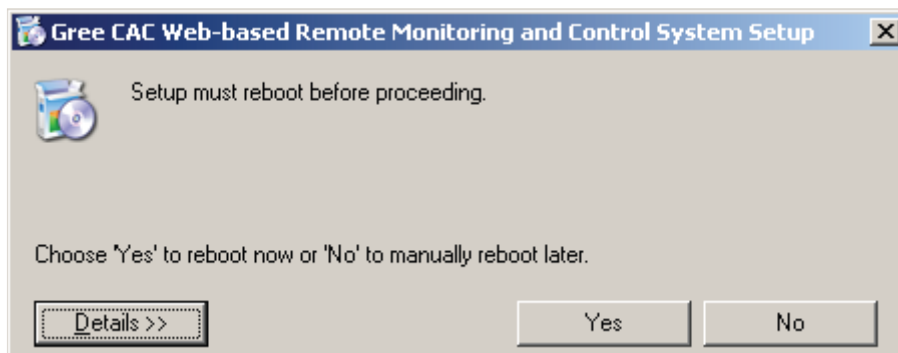 Gree CAC Web-based Remote Monitoring and Control System Setup
Setup must reboot before proceeding.
Choose 'Yes' to reboot now or 'No' to manually reboot later.
Details >> Yes No